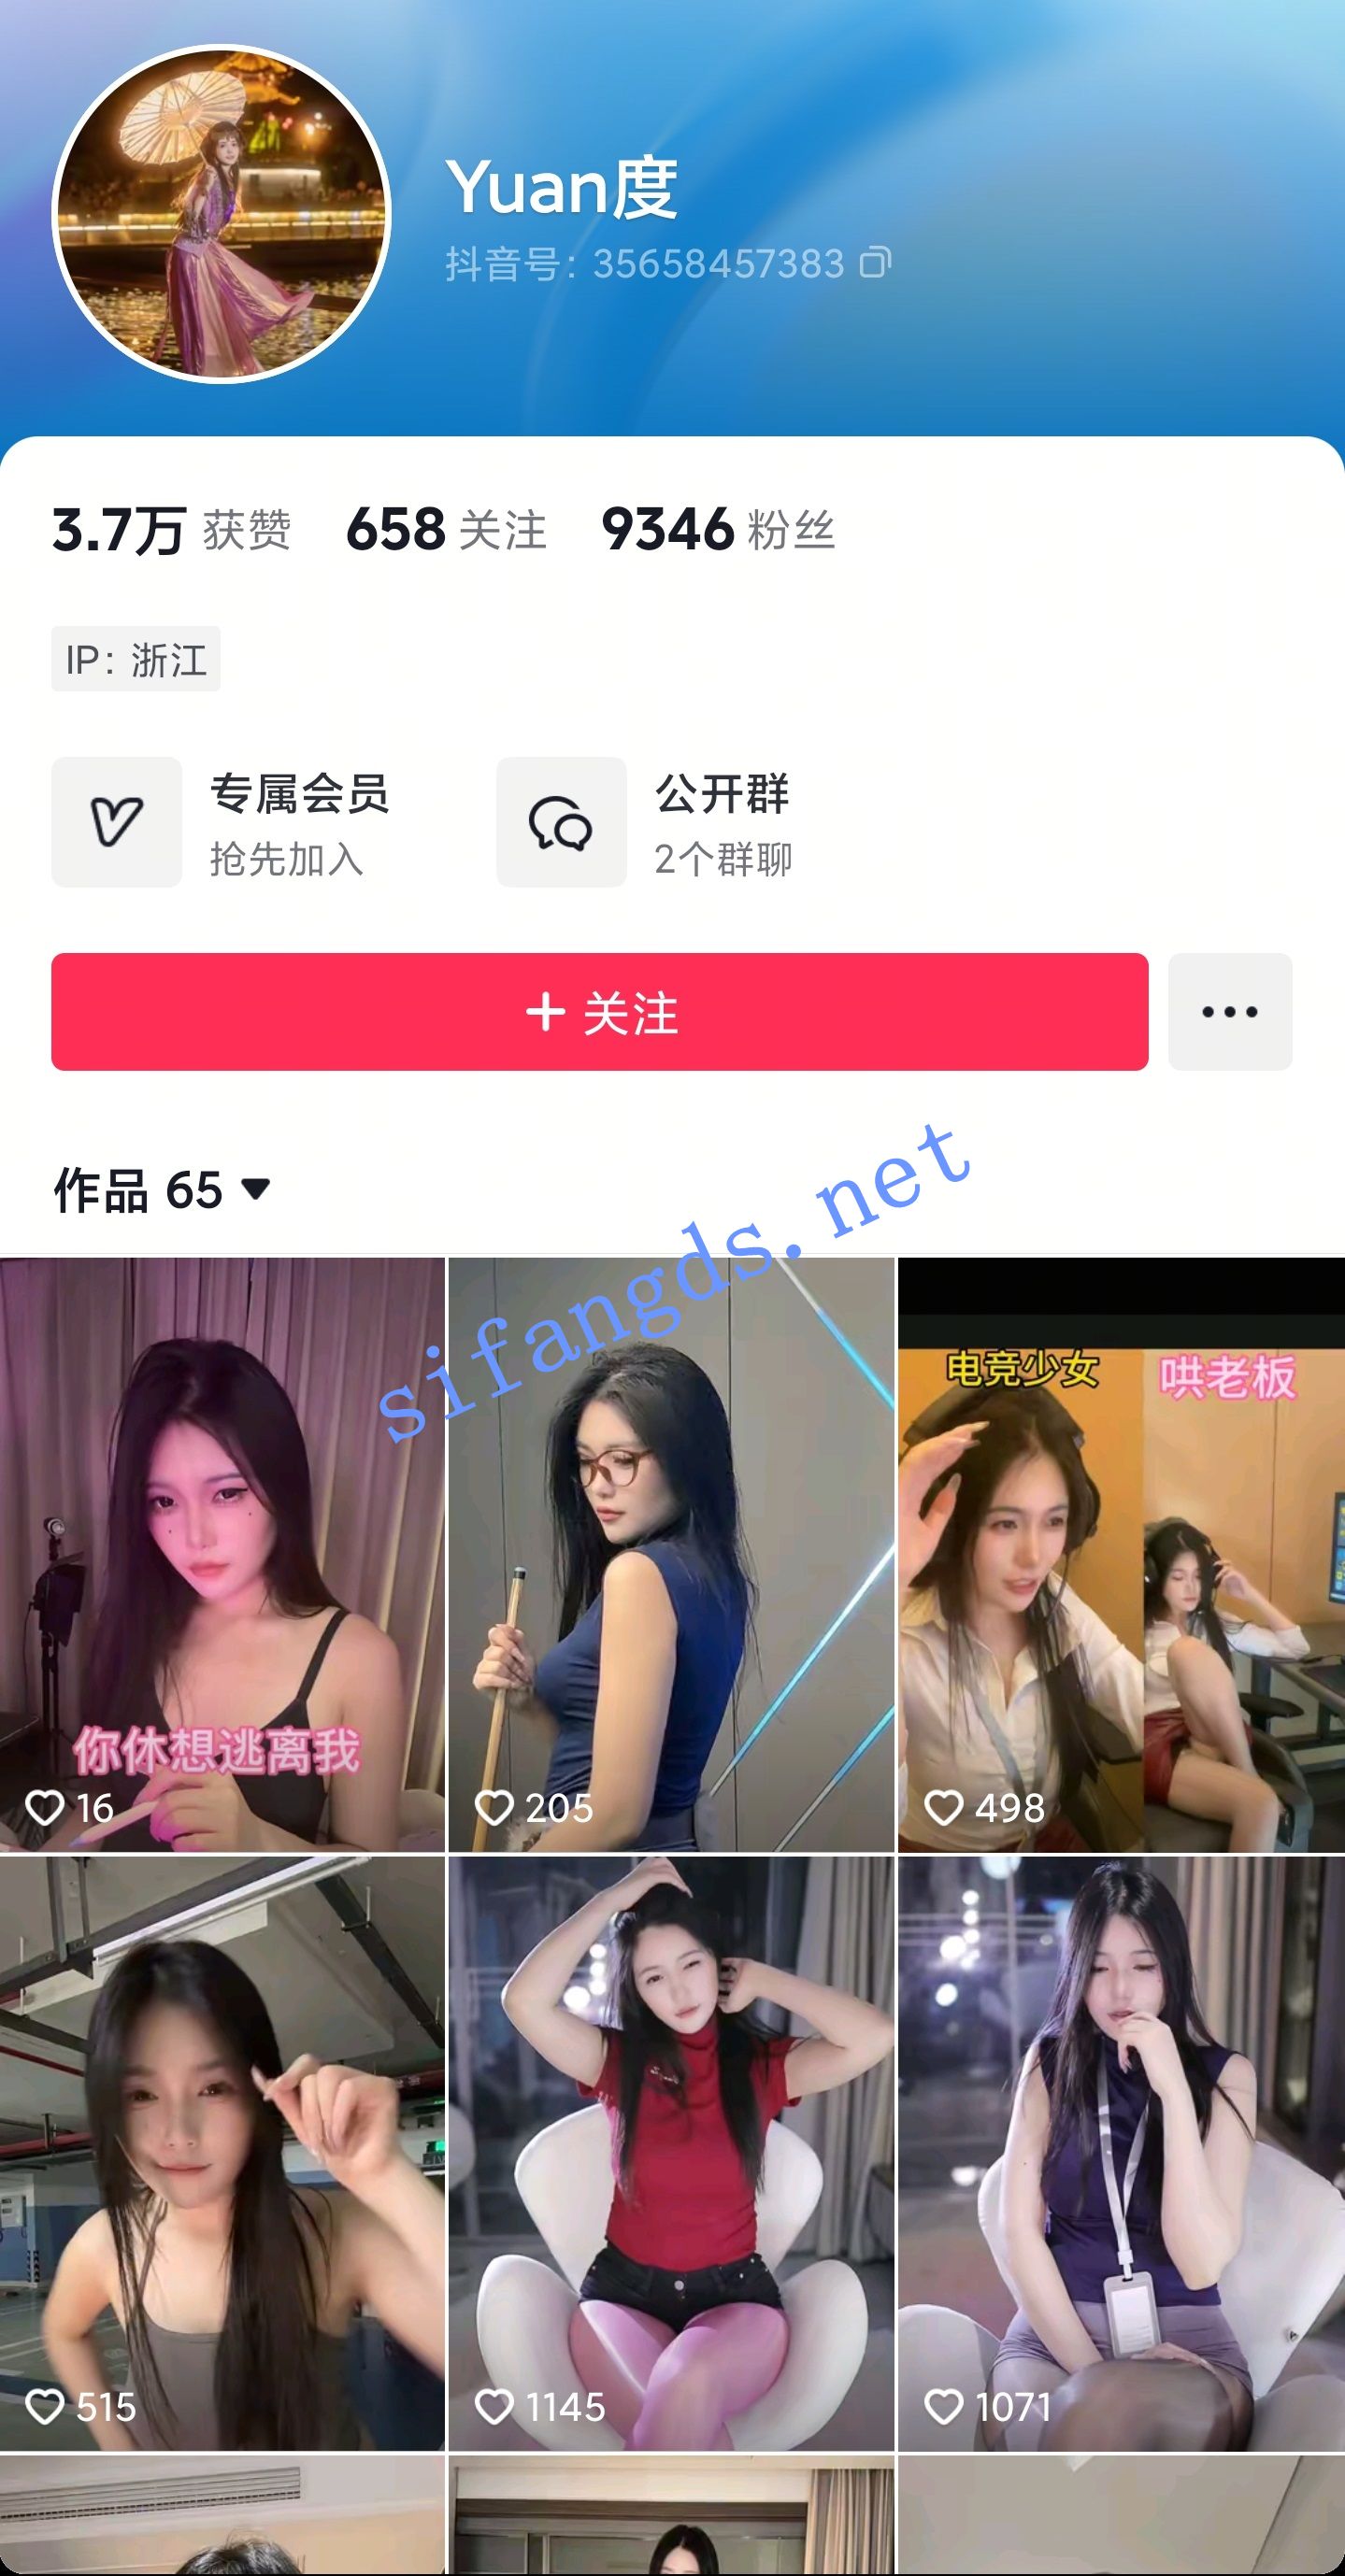 Yuan度
抖音号: 35658457383
3.7万 获赞 658 关注 9346 粉丝
IP: 浙江
专属会员
抢先加入
公开群
2个群聊
+ 关注
作品 65
sifangds.net
你休想逃离我
16
205
电竞少女
哄老板
498
515
1145
1071